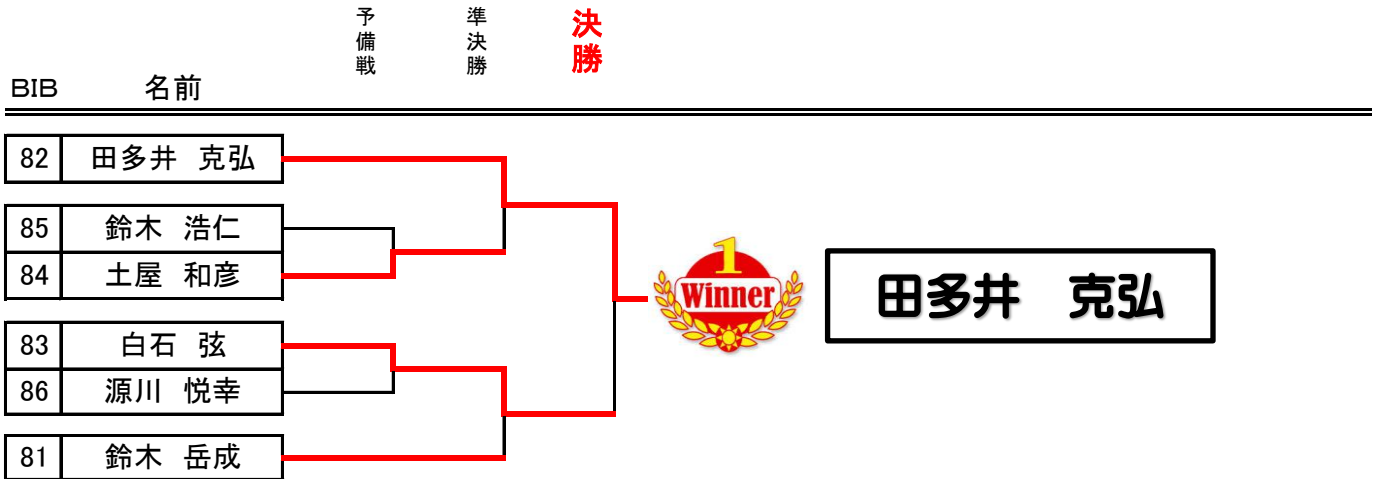 予備戦
準決勝
決勝
BIB 名前
82 田多井 克弘
85 鈴木 浩仁
84 土屋 和彦
1
Winner
田多井 克弘
83 白石 弦
86 源川 悦幸
81 鈴木 岳成